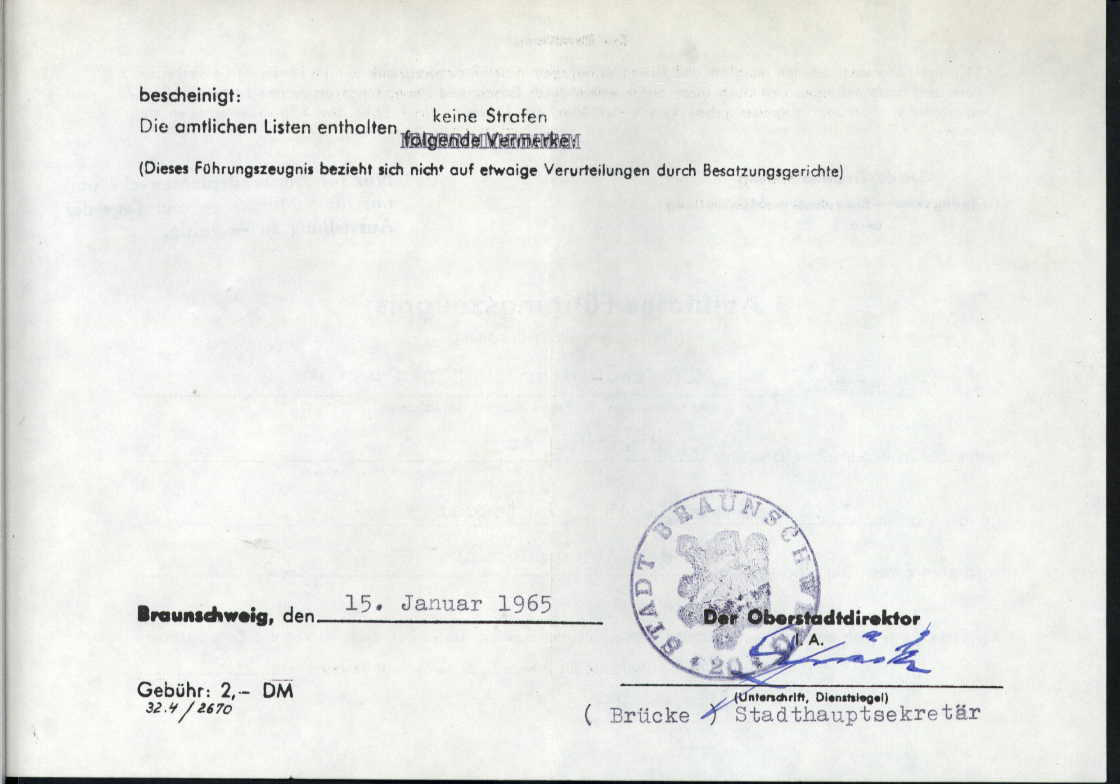 bescheinigt:
keine Strafen
Die amtlichen Listen enthalten folgende Vermerke:
(Dieses Führungszeugnis bezieht sich nicht auf etwaige Verurteilungen durch Besatzungsgerichte)
STADT BRAUNSCHWEIG
* 20 *
Braunschweig, den 15. Januar 1965
Der Oberstadtdirektor
I. A.
Gebühr: 2,— DM
32.4 / 2670
(Unterschrift, Dienstsiegel)
( Brücke ) Stadthauptsekretär